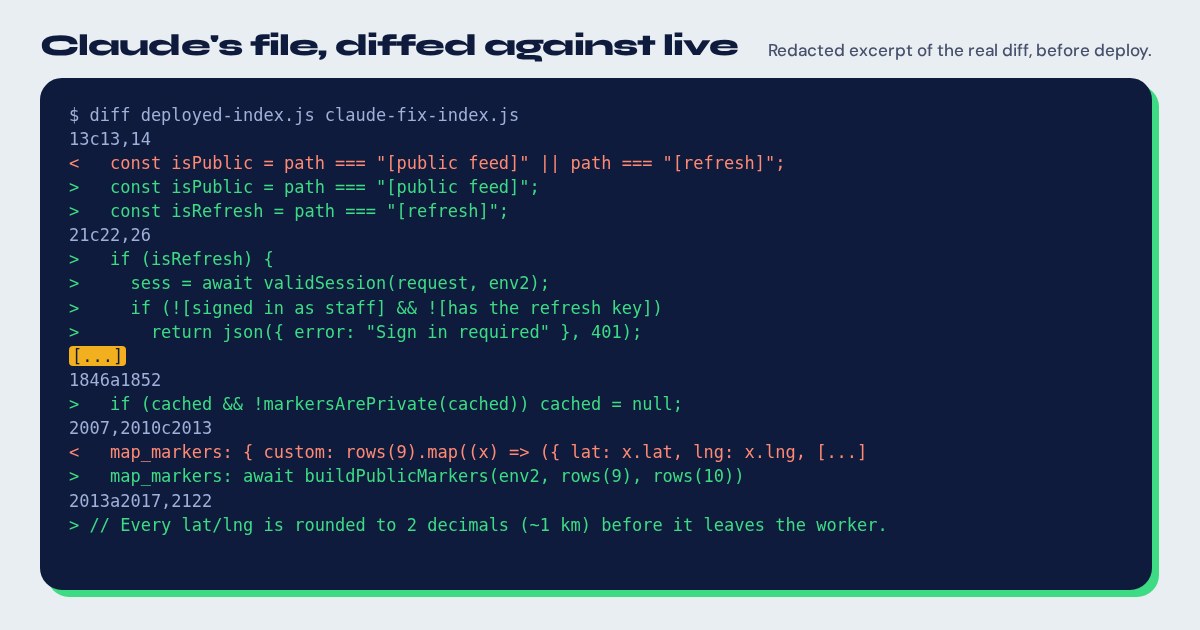 Claude's file, diffed against live
Redacted excerpt of the real diff, before deploy.
$ diff deployed-index.js claude-fix-index.js
13c13,14
<   const isPublic = path === "[public feed]" || path === "[refresh]";
>   const isPublic = path === "[public feed]";
>   const isRefresh = path === "[refresh]";
21c22,26
>   if (isRefresh) {
>     sess = await validSession(request, env2);
>     if (![signed in as staff] && ![has the refresh key])
>       return json({ error: "Sign in required" }, 401);
[...]
1846a1852
>   if (cached && !markersArePrivate(cached)) cached = null;
2007,2010c2013
<   map_markers: { custom: rows(9).map((x) => ({ lat: x.lat, lng: x.lng, [...]
>   map_markers: await buildPublicMarkers(env2, rows(9), rows(10))
2013a2017,2122
> // Every lat/lng is rounded to 2 decimals (~1 km) before it leaves the worker.